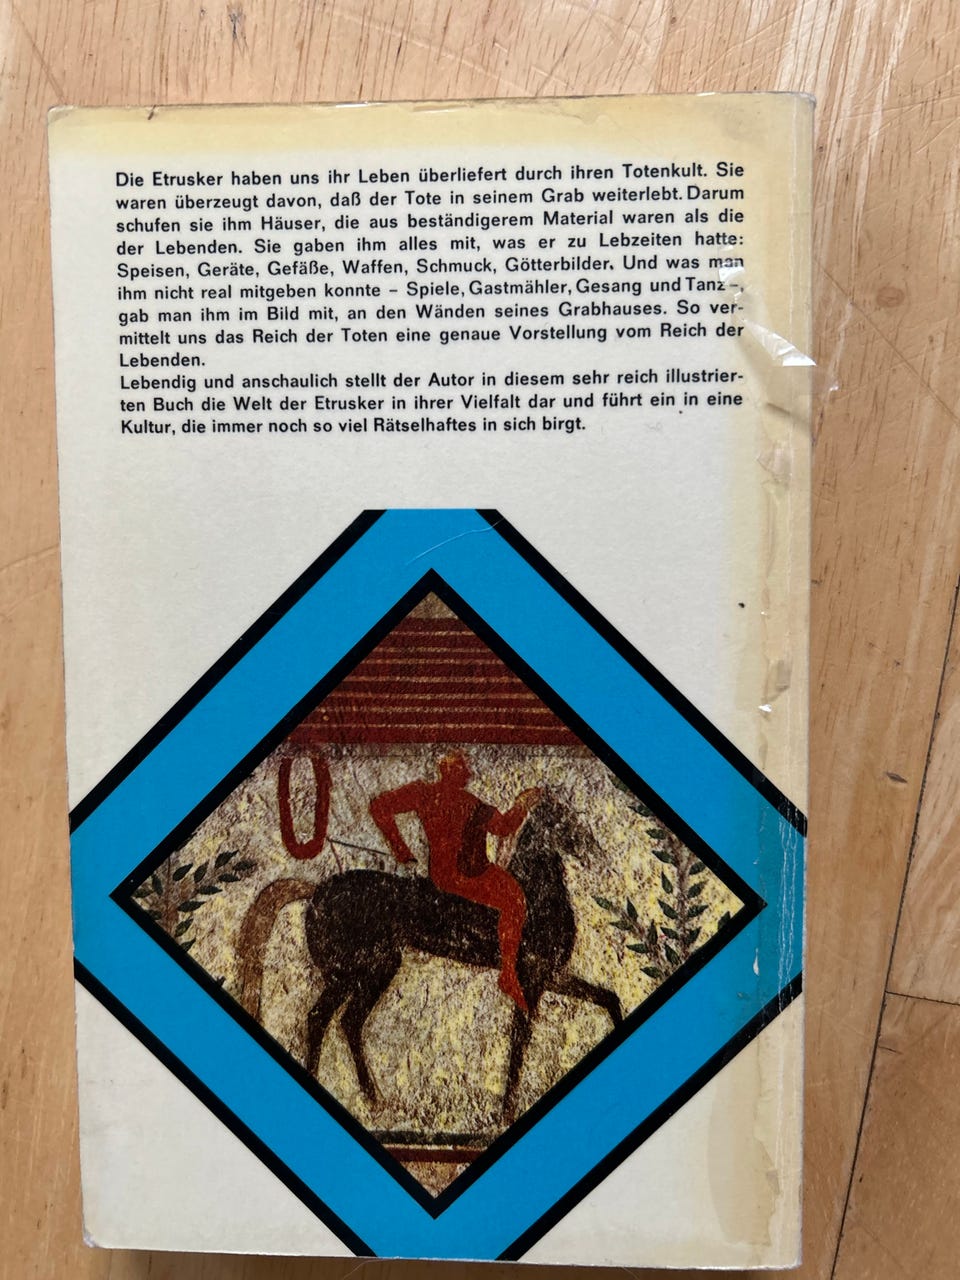 Die Etrusker haben uns ihr Leben überliefert durch ihren Totenkult. Sie
waren überzeugt davon, daß der Tote in seinem Grab weiterlebt. Darum
schufen sie ihm Häuser, die aus beständigerem Material waren als die
der Lebenden. Sie gaben ihm alles mit, was er zu Lebzeiten hatte:
Speisen, Geräte, Gefäße, Waffen, Schmuck, Götterbilder. Und was man
ihm nicht real mitgeben konnte – Spiele, Gastmähler, Gesang und Tanz –,
gab man ihm im Bild mit, an den Wänden seines Grabhauses. So ver-
mittelt uns das Reich der Toten eine genaue Vorstellung vom Reich der
Lebenden.
Lebendig und anschaulich stellt der Autor in diesem sehr reich illustrier-
ten Buch die Welt der Etrusker in ihrer Vielfalt dar und führt ein in eine
Kultur, die immer noch so viel Rätselhaftes in sich birgt.